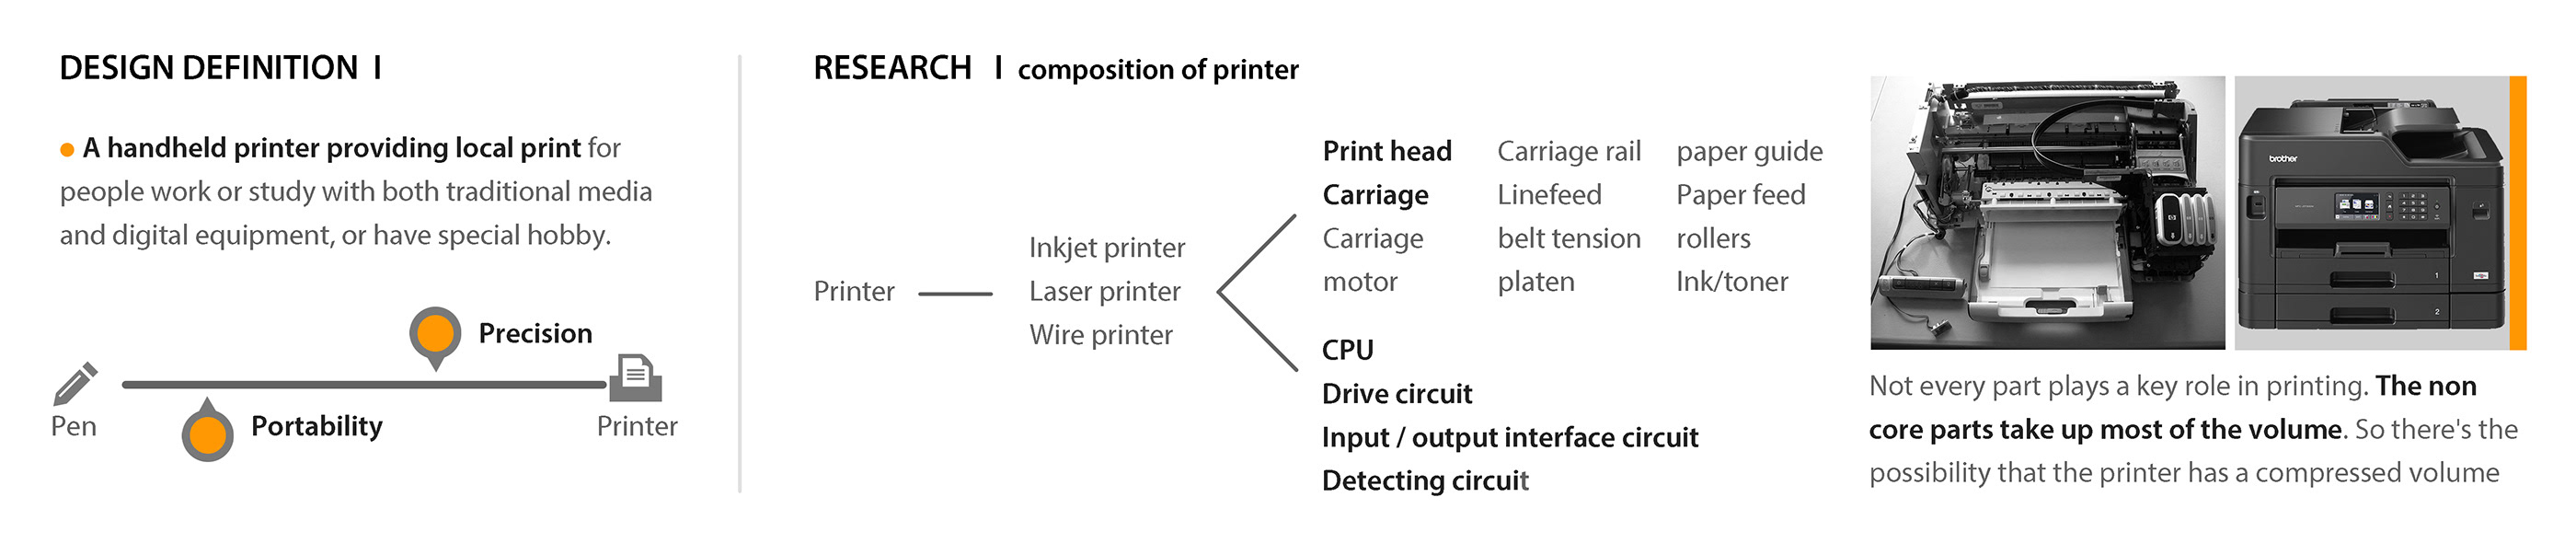 DESIGN DEFINITION I
A handheld printer providing local print for
people work or study with both traditional media
and digital equipment, or have special hobby.
Precision
Pen
Portability
Printer
RESEARCH I composition of printer
Printer
Inkjet printer
Laser printer
Wire printer
Print head
Carriage
Carriage
motor
Carriage rail
Linefeed
belt tension
platen
paper guide
Paper feed
rollers
Ink/toner
CPU
Drive circuit
Input / output interface circuit
Detecting circuit
brother
1
2
Not every part plays a key role in printing. The non
core parts take up most of the volume. So there's the
possibility that the printer has a compressed volume